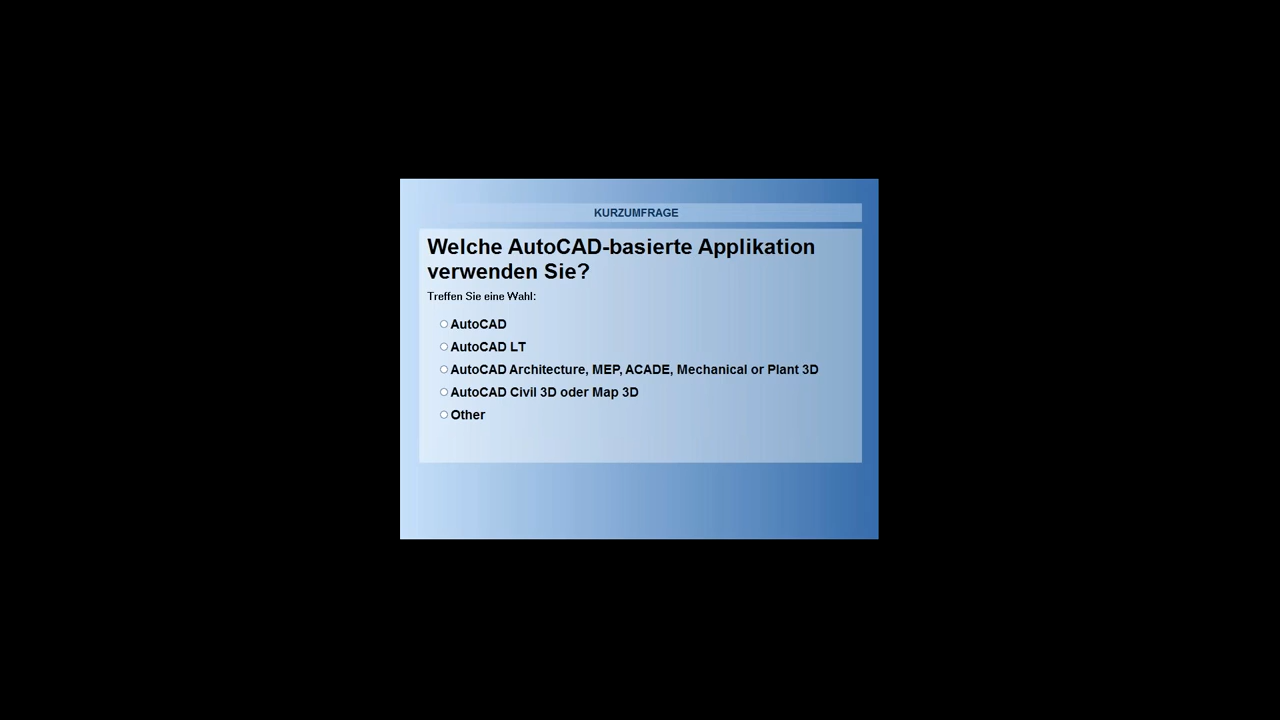 KURZUMFRAGE
Welche AutoCAD-basierte Applikation
verwenden Sie?
Treffen Sie eine Wahl:
AutoCAD
AutoCAD LT
AutoCAD Architecture, MEP, ACADE, Mechanical or Plant 3D
AutoCAD Civil 3D oder Map 3D
Other